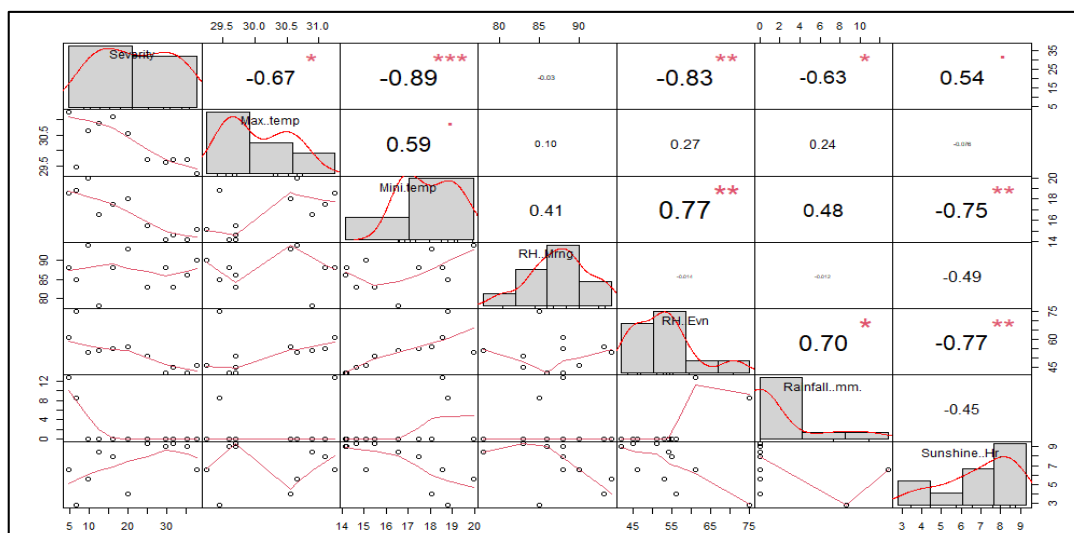 29.5 30.0 30.5 31.0 80 85 90 0 2 4 6 8 10
Severity -0.67 * -0.89 *** -0.03 -0.83 ** -0.63 * 0.54 .
5 15 25 35
29.5 30.5
Max..temp 0.59 . 0.10 0.27 0.24 -0.076
Mini.temp 0.41 0.77 ** 0.48 -0.75 **
14 16 18 20
80 85 90
RH..Mrng -0.014 -0.012 -0.49
RH..Evn 0.70 * -0.77 **
45 60 75
0 4 8 12
Rainfall..mm. -0.45
Sunshine..Hr
3 5 7 9
5 10 20 30 14 15 16 17 18 19 20 45 55 65 75 3 4 5 6 7 8 9